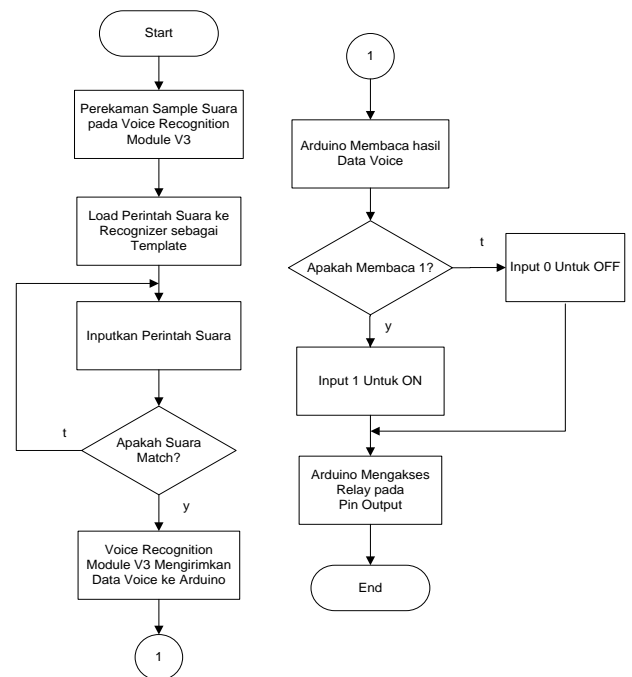 Start
Perekaman Sample Suara
pada Voice Recognition
Module V3
Load Perintah Suara ke
Recognizer sebagai
Template
Inputkan Perintah Suara
Apakah Suara
Match?
t
y
Voice Recognition
Module V3 Mengirimkan
Data Voice ke Arduino
1
1
Arduino Membaca hasil
Data Voice
Apakah Membaca 1?
t
Input 0 Untuk OFF
y
Input 1 Untuk ON
Arduino Mengakses
Relay pada
Pin Output
End